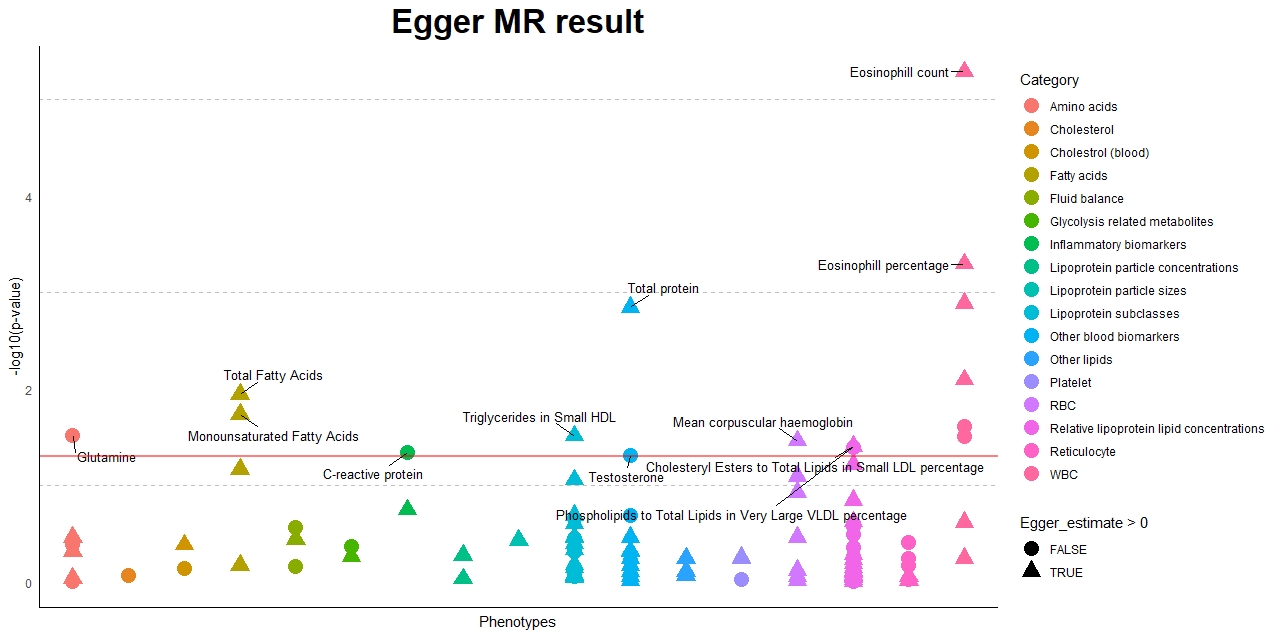 Egger MR result
Eosinophill count
Category
Amino acids
Cholesterol
Cholestrol (blood)
Fatty acids
Fluid balance
Glycolysis related metabolites
Inflammatory biomarkers
Lipoprotein particle concentrations
Lipoprotein particle sizes
Lipoprotein subclasses
Other blood biomarkers
Other lipids
Platelet
RBC
Relative lipoprotein lipid concentrations
Reticulocyte
WBC
Egger_estimate > 0
FALSE
TRUE
4
Eosinophill percentage
Total protein
-log10(p-value)
Total Fatty Acids
2
Triglycerides in Small HDL
Mean corpuscular haemoglobin
Monounsaturated Fatty Acids
Glutamine
Cholesteryl Esters to Total Lipids in Small LDL percentage
C-reactive protein
Testosterone
Phospholipids to Total Lipids in Very Large VLDL percentage
0
Phenotypes